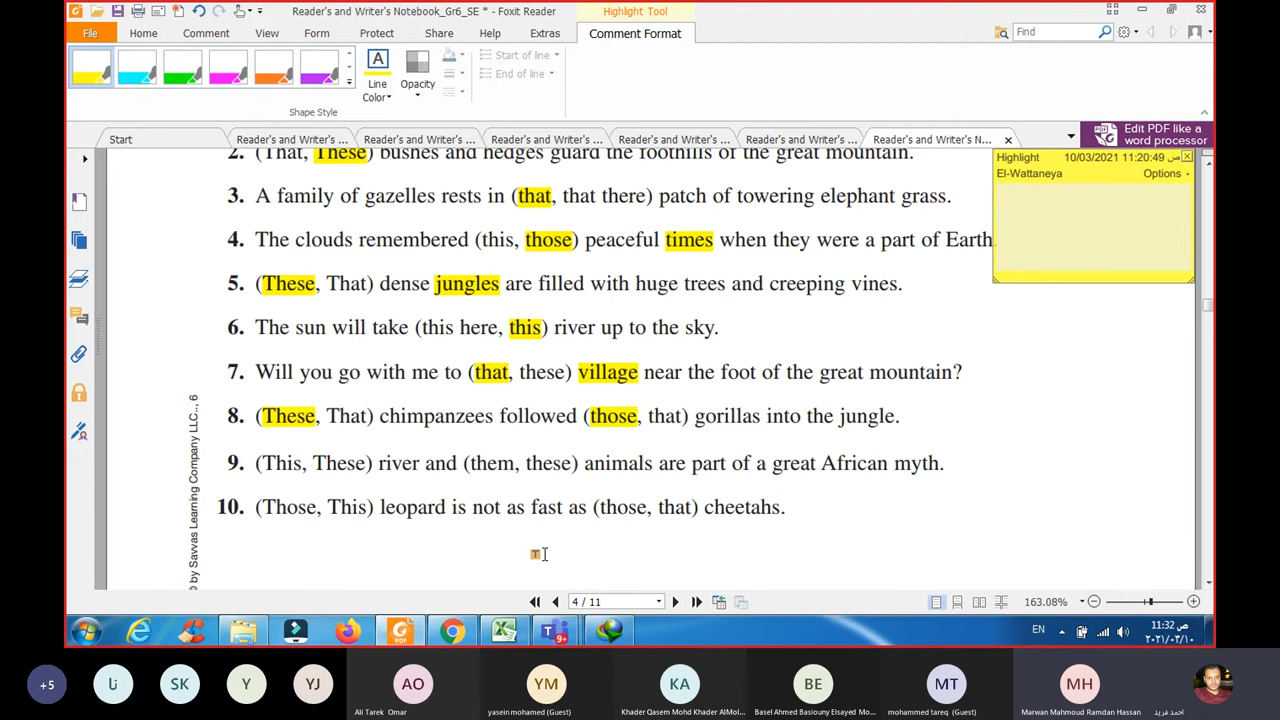 Reader's and Writer's Notebook_Gr6_SE * - Foxit Reader
Highlight Tool
File Home Comment View Form Protect Share Help Extras Comment Format
Find
Start of line
End of line
Line Color
Opacity
Shape Style
Start
Reader's and Writer's ...
Reader's and Writer's ...
Reader's and Writer's ...
Reader's and Writer's ...
Reader's and Writer's ...
Reader's and Writer's N...
Edit PDF like a
word processor
Highlight 10/03/2021 11:20:49 ص
El-Wattaneya Options
2. (That, These) bushes and hedges guard the foothills of the great mountain.
3. A family of gazelles rests in (that, that there) patch of towering elephant grass.
4. The clouds remembered (this, those) peaceful times when they were a part of Earth.
5. (These, That) dense jungles are filled with huge trees and creeping vines.
6. The sun will take (this here, this) river up to the sky.
7. Will you go with me to (that, these) village near the foot of the great mountain?
8. (These, That) chimpanzees followed (those, that) gorillas into the jungle.
9. (This, These) river and (them, these) animals are part of a great African myth.
10. (Those, This) leopard is not as fast as (those, that) cheetahs.
© by Savvas Learning Company LLC., 6
4 / 11
163.08%
EN
11:32 ص
٢٠٢١/٠٣/١٠
9+
+5
SK
Y
YJ
AO
Ali Tarek Omar
YM
yasein mohamed (Guest)
KA
Khader Qasem Mohd Khader AlMol...
BE
Basel Ahmed Basiouny Elsayed Mo...
MT
mohammed tareq (Guest)
MH
Marwan Mahmoud Ramdan Hassan
احمد فريد